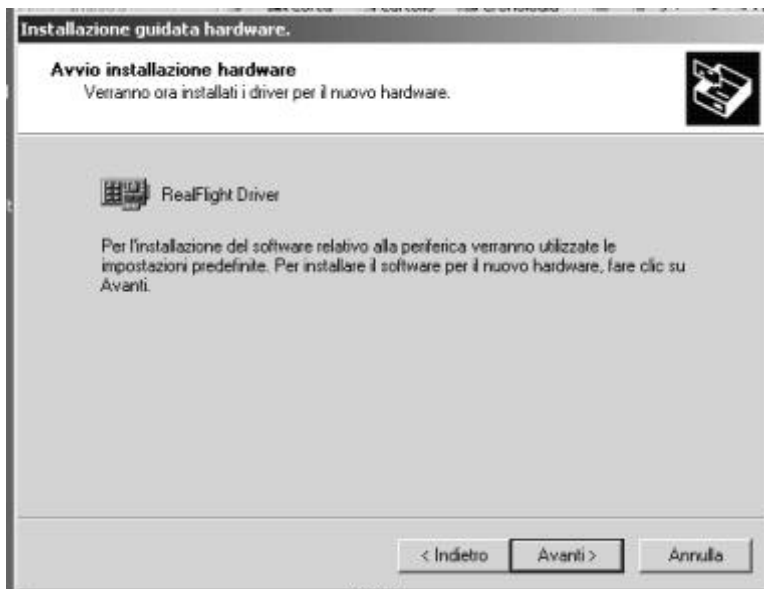 Installazione guidata hardware.
Avvio installazione hardware
Verranno ora installati i driver per il nuovo hardware.
RealFlight Driver
Per l'installazione del software relativo alla periferica verranno utilizzate le
impostazioni predefinite. Per installare il software per il nuovo hardware, fare clic su
Avanti.
< Indietro
Avanti >
Annulla